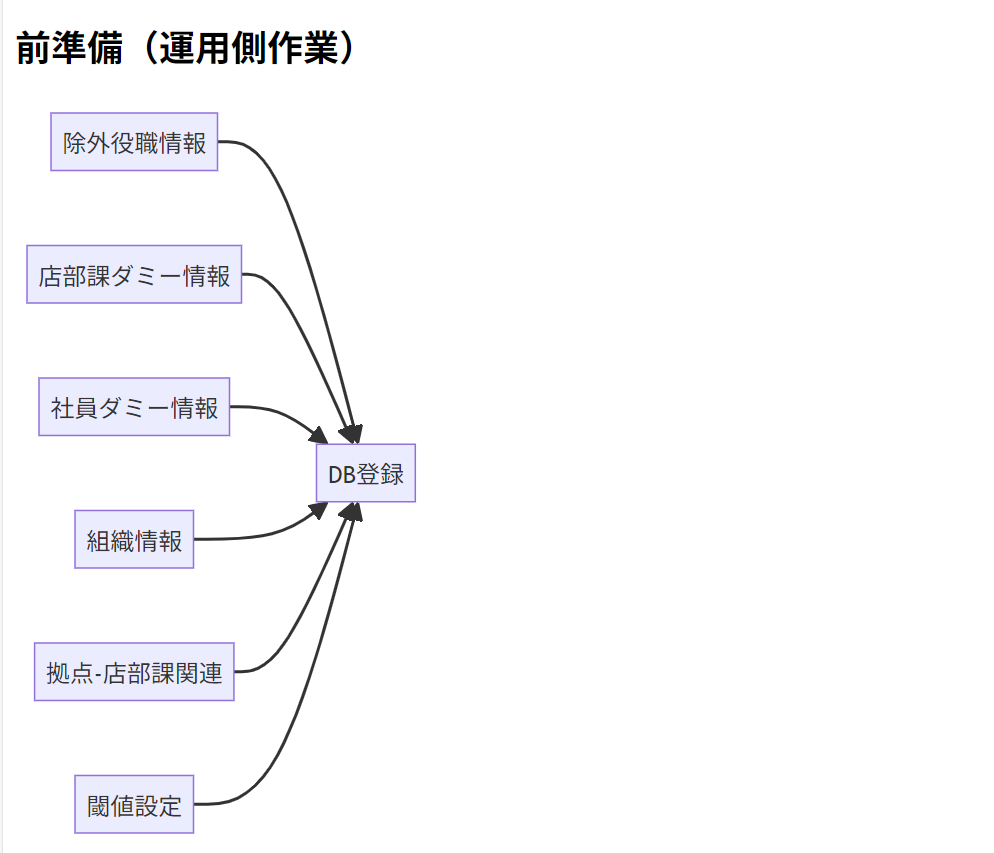 前準備（運用側作業）
除外役職情報
店部課ダミー情報
社員ダミー情報
DB登録
組織情報
拠点-店部課関連
閾値設定